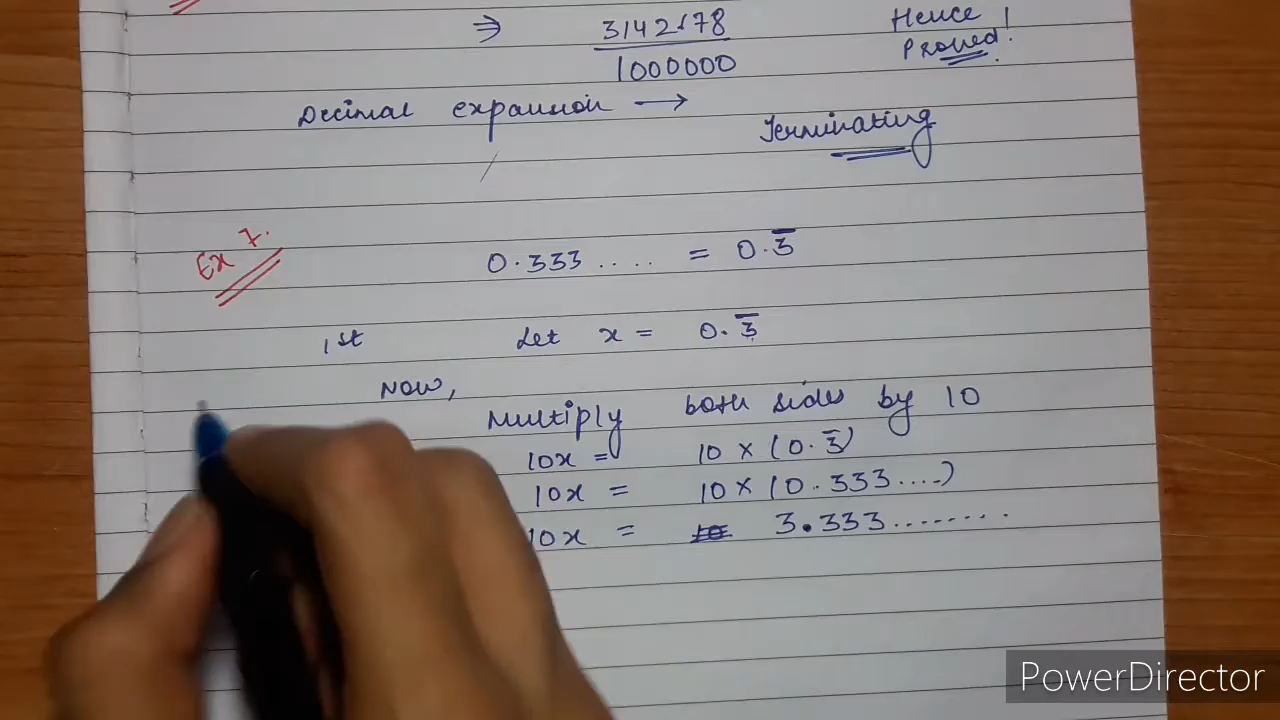 ⇒ 3142678 Hence
1000000 Proved!
Decimal expansion → Terminating
Ex 7. 0.333.... = 0.3̅
1st Let x = 0.3̅
Now,
Multiply both sides by 10
10x = 10 × (0.3̅)
10x = 10 × (0.333....)
10x = 3.333........
PowerDirector